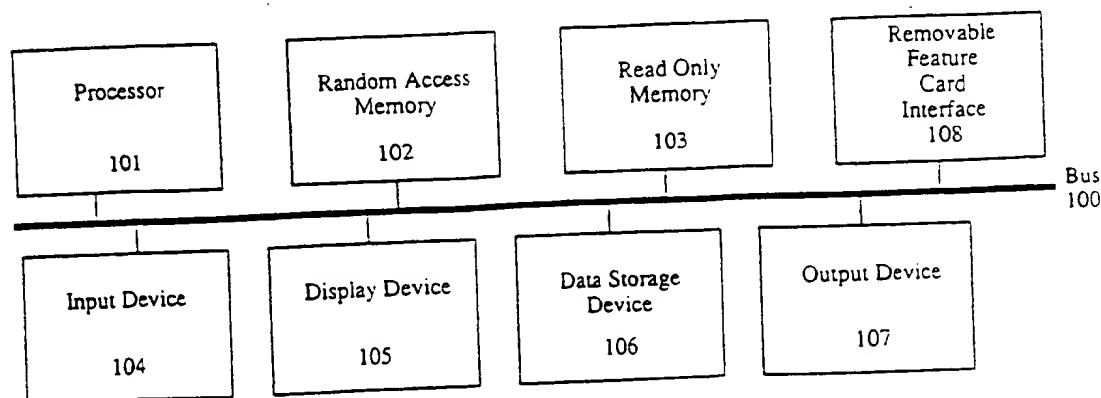 Processor
101
Random Access
Memory
102
Read Only
Memory
103
Removable
Feature
Card
Interface
108
Bus
100
Input Device
104
Display Device
105
Data Storage
Device
106
Output Device
107